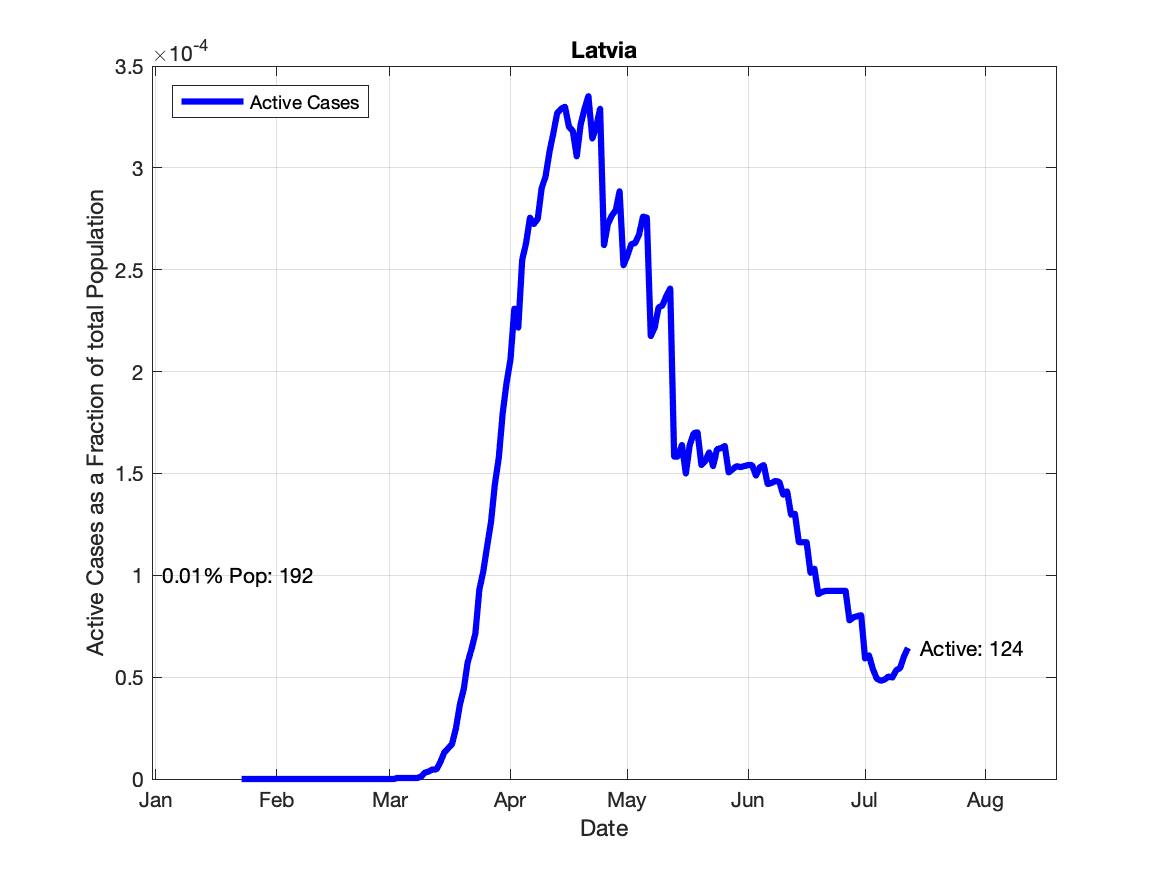 Latvia
×10-4
3.5
3
2.5
2
1.5
1
0.5
0
Active Cases
0.01% Pop: 192
Active: 124
Active Cases as a Fraction of total Population
Jan Feb Mar Apr May Jun Jul Aug
Date